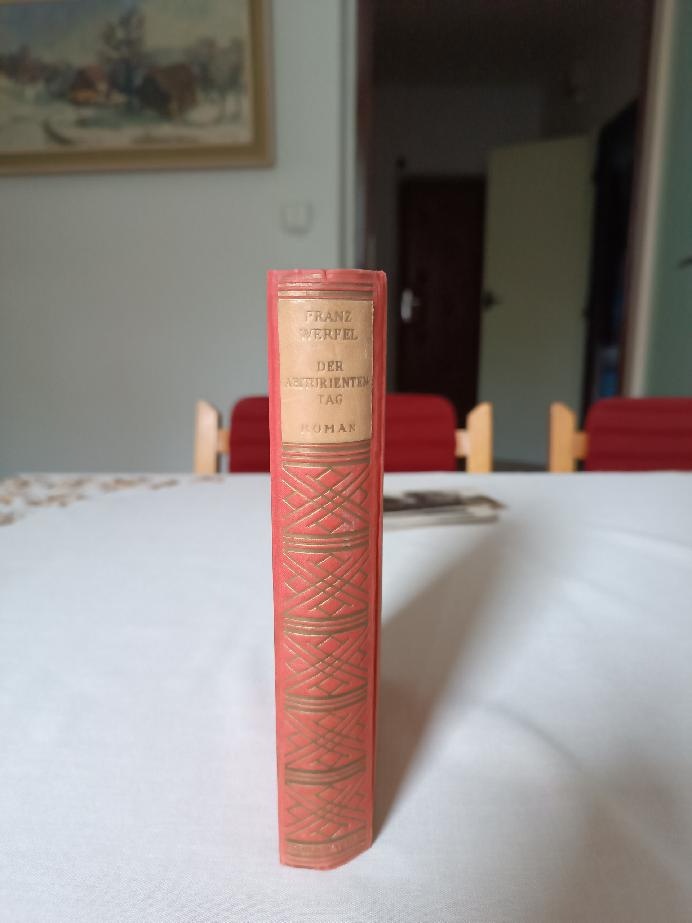 FRANZ
WERFEL
DER
ABITURIENTEN
TAG
ROMAN